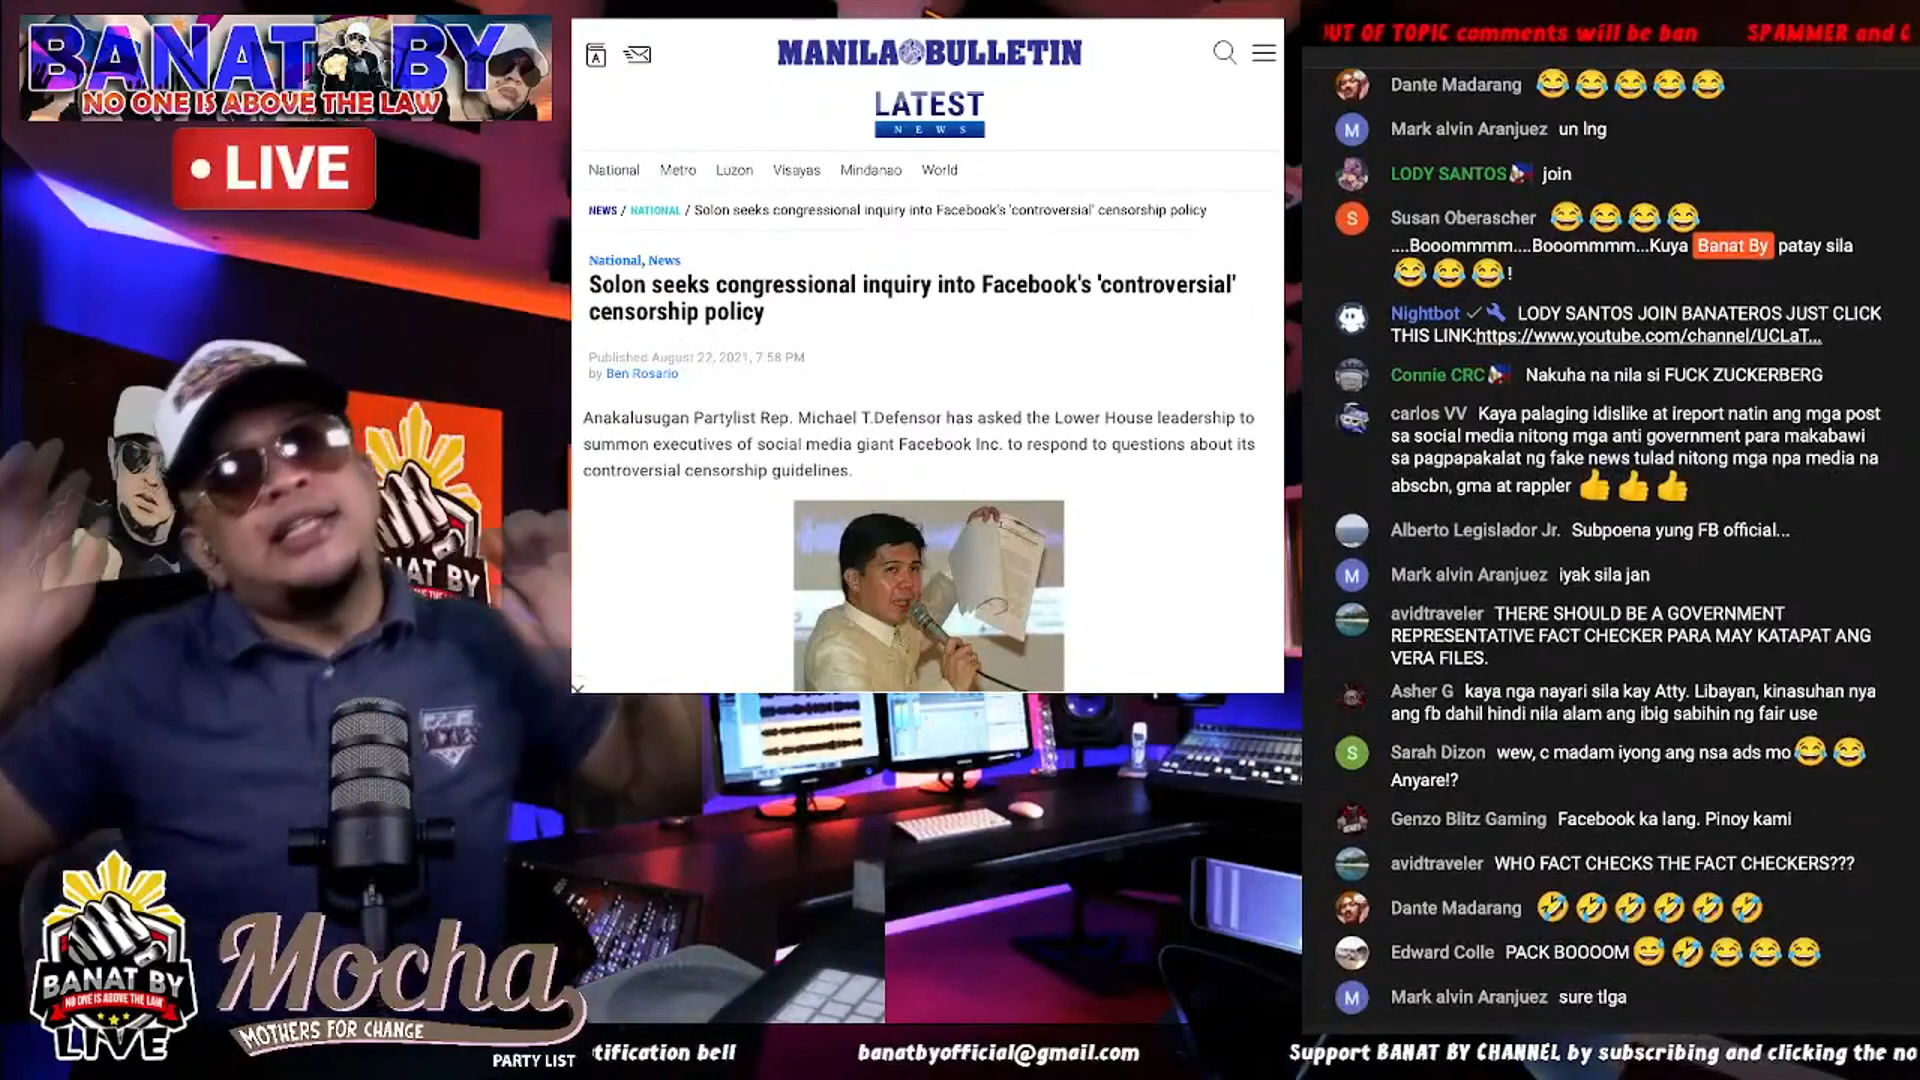 BANAT BY
NO ONE IS ABOVE THE LAW
LIVE
MANILA BULLETIN
LATEST
NEWS
National Metro Luzon Visayas Mindanao World
NEWS / NATIONAL / Solon seeks congressional inquiry into Facebook's 'controversial' censorship policy
National, News
Solon seeks congressional inquiry into Facebook's 'controversial'
censorship policy
Published August 22, 2021, 7:58 PM
by Ben Rosario
Anakalusugan Partylist Rep. Michael T.Defensor has asked the Lower House leadership to
summon executives of social media giant Facebook Inc. to respond to questions about its
controversial censorship guidelines.
AT BY
BANAT BY
NO ONE IS ABOVE THE LAW
LIVE
Mocha
MOTHERS FOR CHANGE
PARTY LIST
OUT OF TOPIC comments will be ban SPAMMER and
Dante Madarang 😂😂😂😂😂
M Mark alvin Aranjuez un lng
LODY SANTOS🇵🇭 join
S Susan Oberascher 😂😂😂😂
....Booommmm....Booommmm...Kuya Banat By patay sila
😂😂😂!
Nightbot LODY SANTOS JOIN BANATEROS JUST CLICK
THIS LINK:https://www.youtube.com/channel/UCLaT...
Connie CRC🇵🇭 Nakuha na nila si FUCK ZUCKERBERG
carlos VV Kaya palaging idislike at ireport natin ang mga post
sa social media nitong mga anti government para makabawi
sa pagpapakalat ng fake news tulad nitong mga npa media na
abscbn, gma at rappler 👍👍👍
Alberto Legislador Jr. Subpoena yung FB official...
M Mark alvin Aranjuez iyak sila jan
avidtraveler THERE SHOULD BE A GOVERNMENT
REPRESENTATIVE FACT CHECKER PARA MAY KATAPAT ANG
VERA FILES.
Asher G kaya nga nayari sila kay Atty. Libayan, kinasuhan nya
ang fb dahil hindi nila alam ang ibig sabihin ng fair use
S Sarah Dizon wew, c madam iyong ang nsa ads mo 😂😂
Anyare!?
Genzo Blitz Gaming Facebook ka lang. Pinoy kami
avidtraveler WHO FACT CHECKS THE FACT CHECKERS???
Dante Madarang 🤣🤣🤣🤣🤣🤣
Edward Colle PACK BOOOOM 😅🤣😂😂😂
M Mark alvin Aranjuez sure tlga
tification bell banatbyofficial@gmail.com Support BANAT BY CHANNEL by subscribing and clicking the no